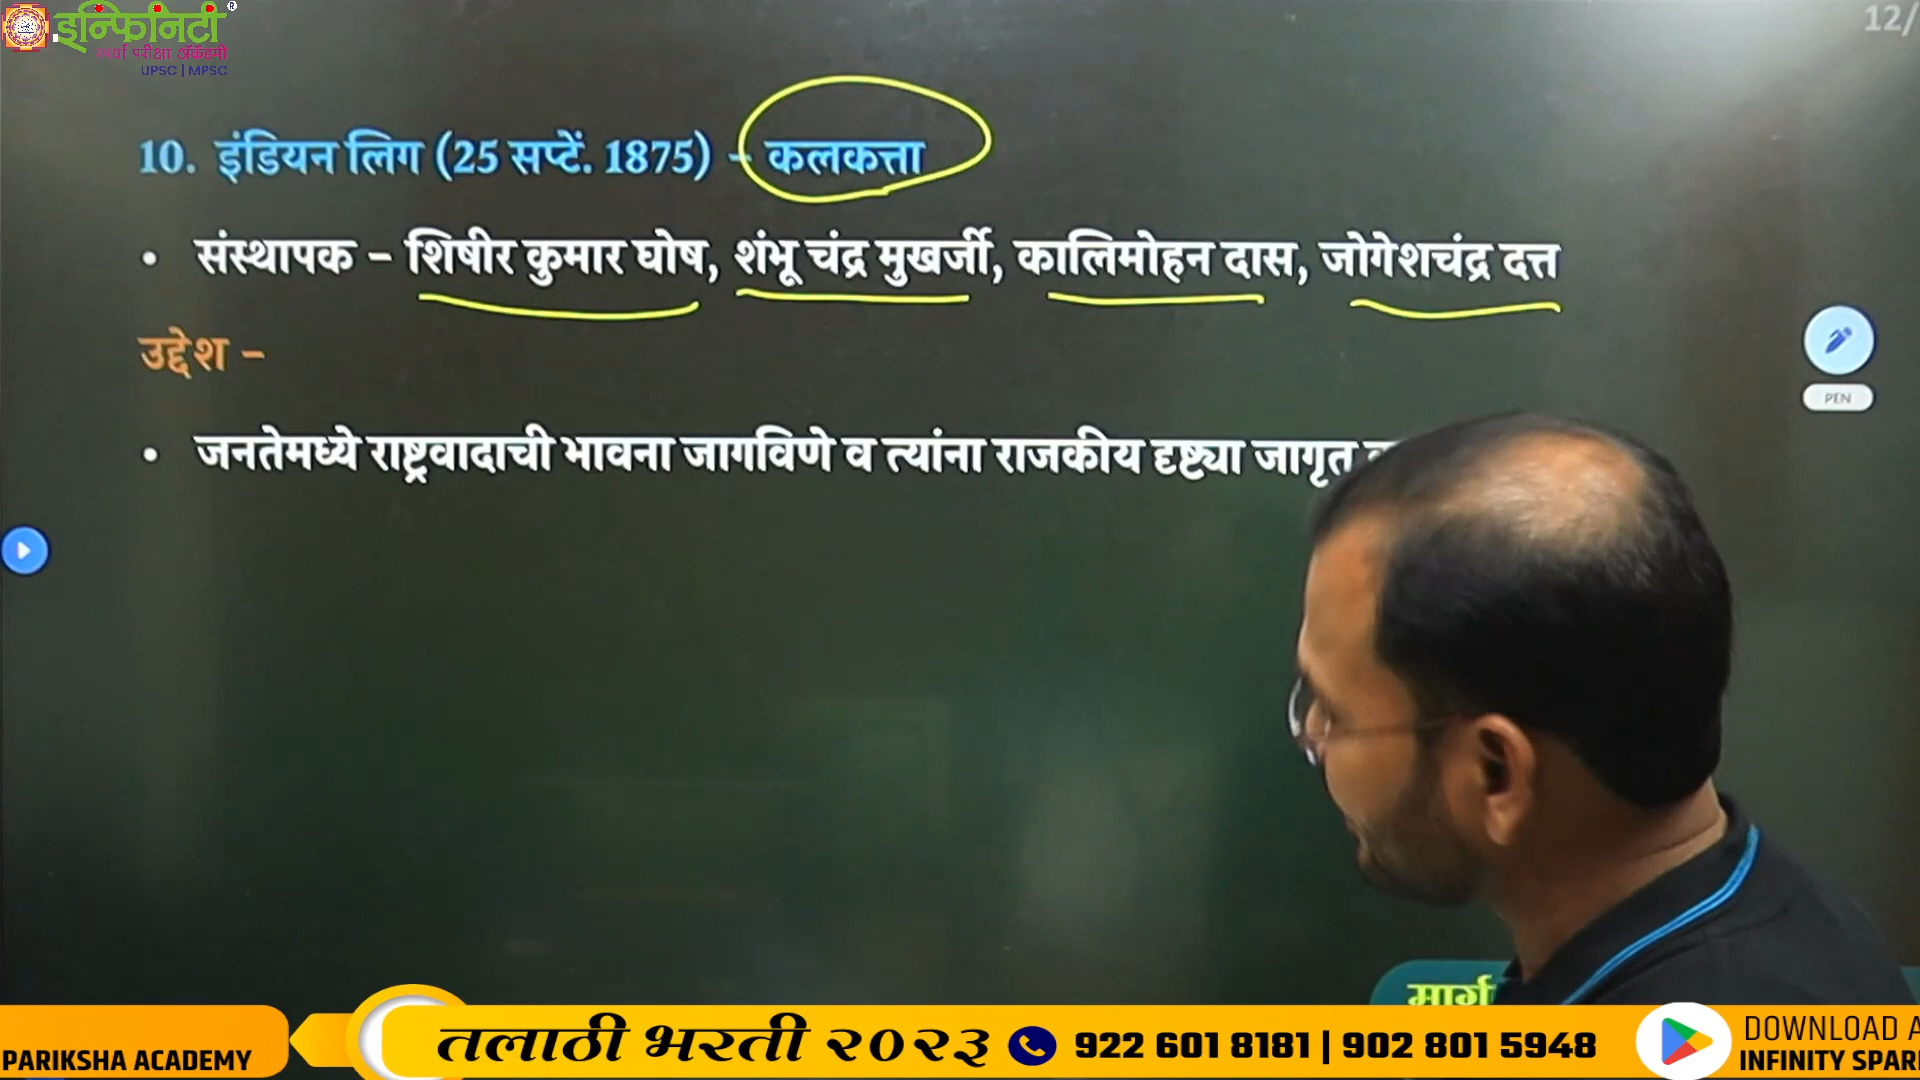 इन्फिनिटी ®
स्पर्धा परीक्षा ॲकॅडमी
UPSC | MPSC
12/
10. इंडियन लिग (25 सप्टें. 1875) – कलकत्ता
• संस्थापक – शिषीर कुमार घोष, शंभू चंद्र मुखर्जी, कालिमोहन दास, जोगेशचंद्र दत्त
उद्देश –
• जनतेमध्ये राष्ट्रवादाची भावना जागविणे व त्यांना राजकीय दृष्ट्या जागृत
PEN
मार्ग
PARIKSHA ACADEMY
तलाठी भरती २०२३
922 601 8181 | 902 801 5948
DOWNLOAD A
INFINITY SPAR